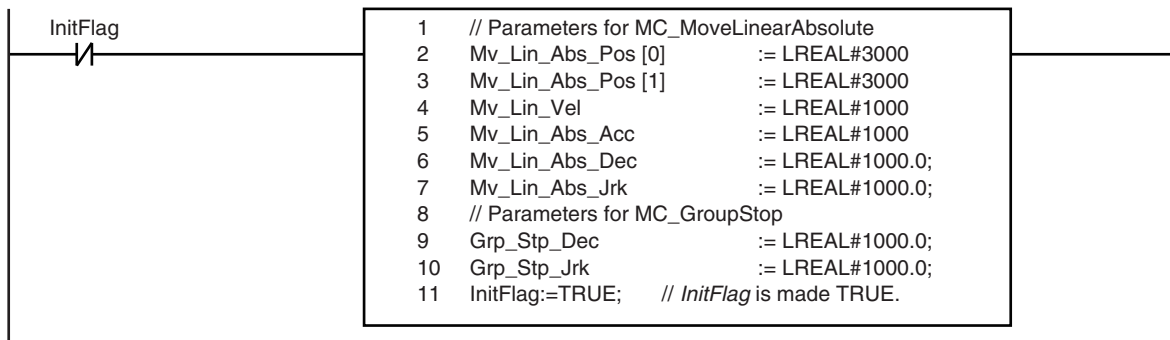 InitFlag
1 // Parameters for MC_MoveLinearAbsolute
2 Mv_Lin_Abs_Pos [0] := LREAL#3000
3 Mv_Lin_Abs_Pos [1] := LREAL#3000
4 Mv_Lin_Vel := LREAL#1000
5 Mv_Lin_Abs_Acc := LREAL#1000
6 Mv_Lin_Abs_Dec := LREAL#1000.0;
7 Mv_Lin_Abs_Jrk := LREAL#1000.0;
8 // Parameters for MC_GroupStop
9 Grp_Stp_Dec := LREAL#1000.0;
10 Grp_Stp_Jrk := LREAL#1000.0;
11 InitFlag:=TRUE; // InitFlag is made TRUE.